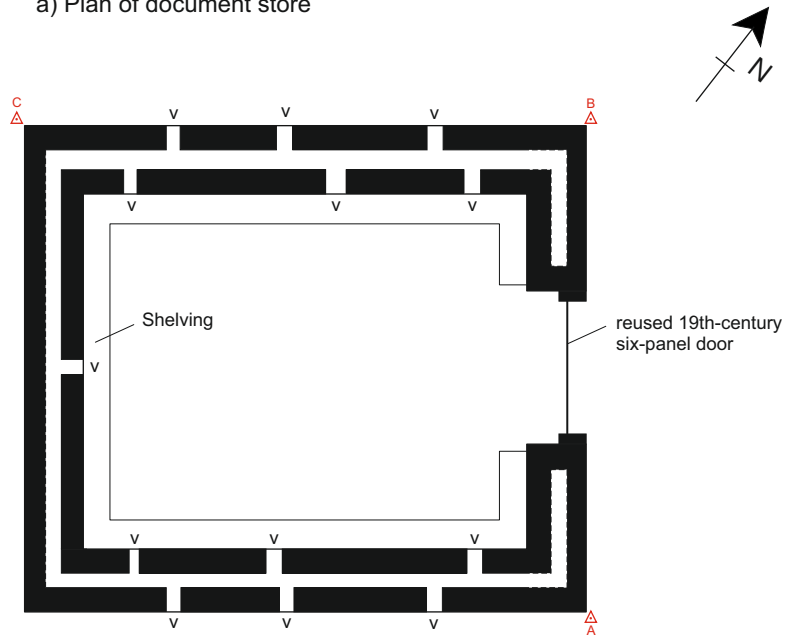 a) Plan of document store
N
C
B
v v v
v v v
Shelving
reused 19th-century
six-panel door
v
v v v
v v v
A